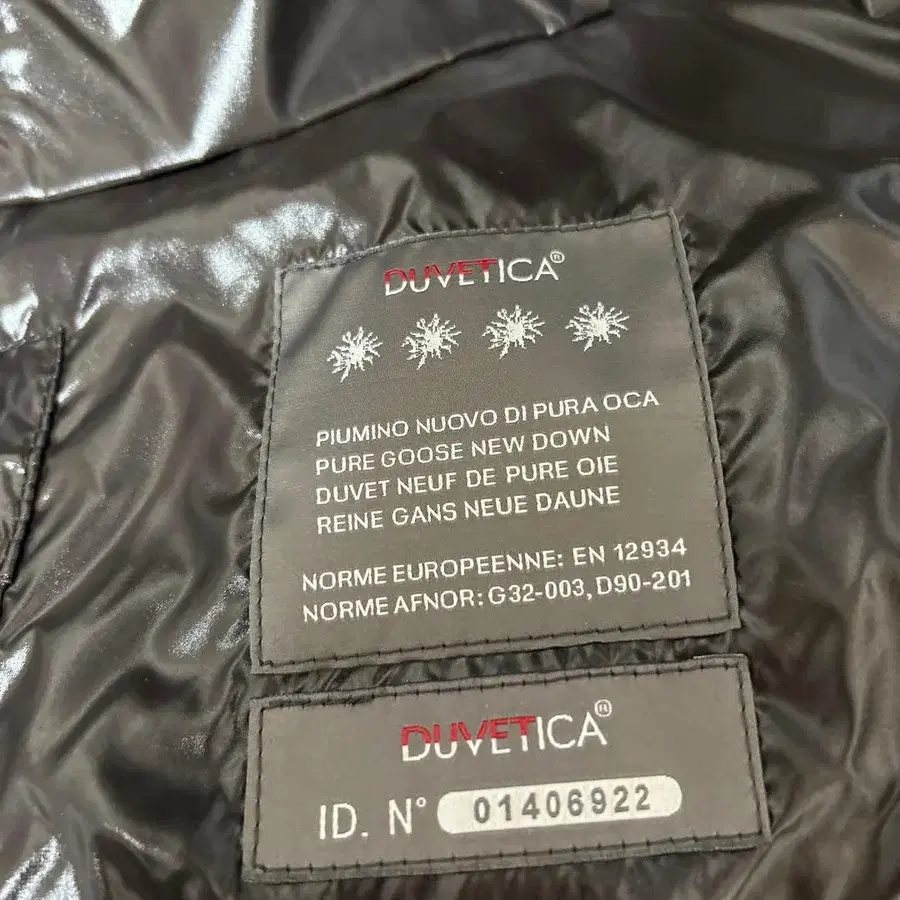 DUVETICA®
PIUMINO NUOVO DI PURA OCA
PURE GOOSE NEW DOWN
DUVET NEUF DE PURE OIE
REINE GANS NEUE DAUNE
NORME EUROPEENNE: EN 12934
NORME AFNOR: G32-003, D90-201
DUVETICA®
ID. N° 01406922